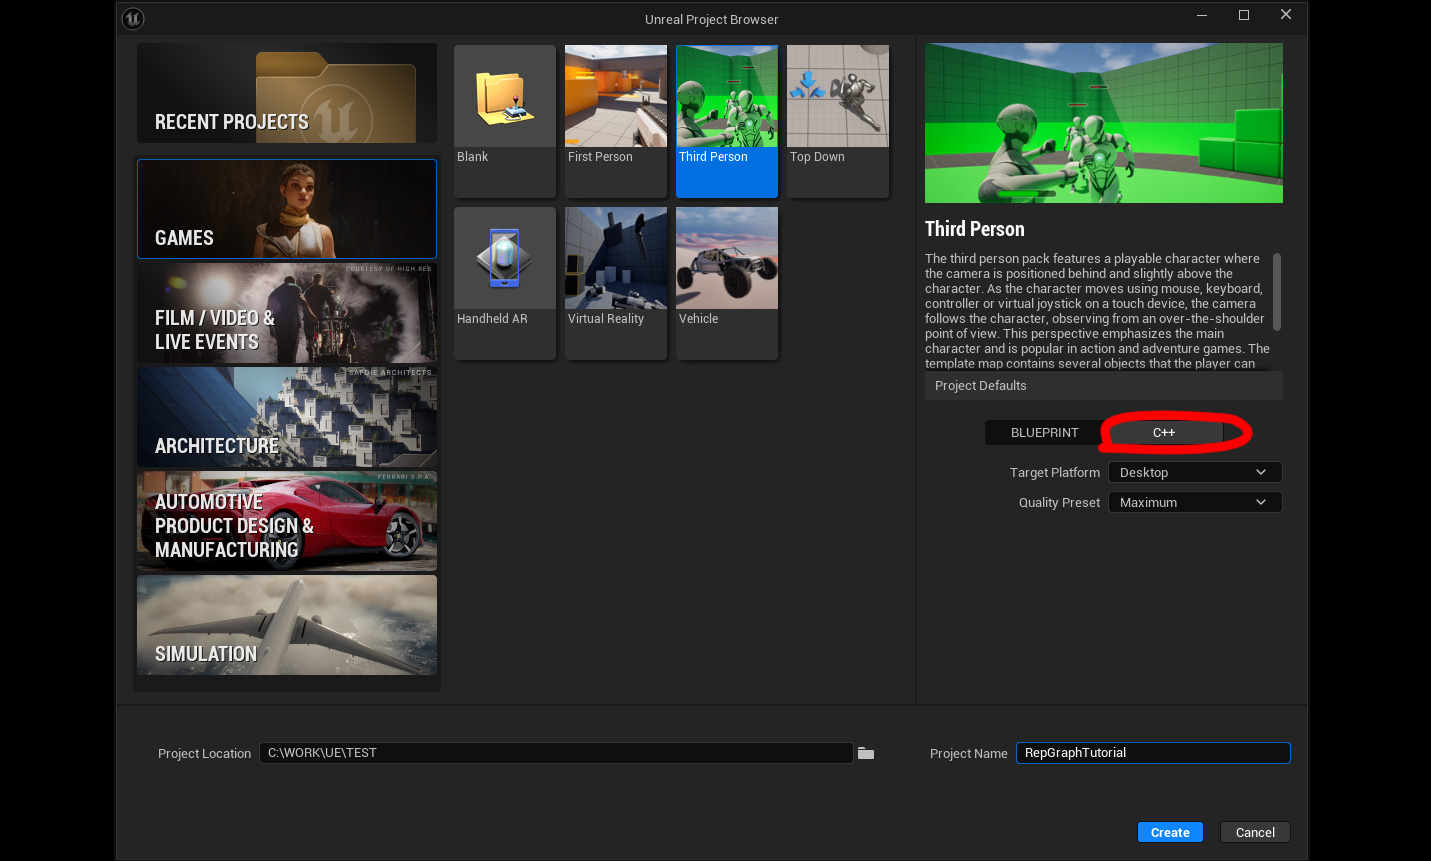 Unreal Project Browser
RECENT PROJECTS
GAMES
COURTESY OF HIGH RES
FILM / VIDEO &
LIVE EVENTS
SAFDIE ARCHITECTS
ARCHITECTURE
FERRARI S.P.A.
AUTOMOTIVE
PRODUCT DESIGN &
MANUFACTURING
SIMULATION
Blank
First Person
Third Person
Top Down
Handheld AR
Virtual Reality
Vehicle
Third Person
The third person pack features a playable character where
the camera is positioned behind and slightly above the
character. As the character moves using mouse, keyboard,
controller or virtual joystick on a touch device, the camera
follows the character, observing from an over-the-shoulder
point of view. This perspective emphasizes the main
character and is popular in action and adventure games. The
template map contains several objects that the player can
Project Defaults
BLUEPRINT
C++
Target Platform
Desktop
Quality Preset
Maximum
Project Location
C:\WORK\UE\TEST
Project Name
RepGraphTutorial
Create
Cancel